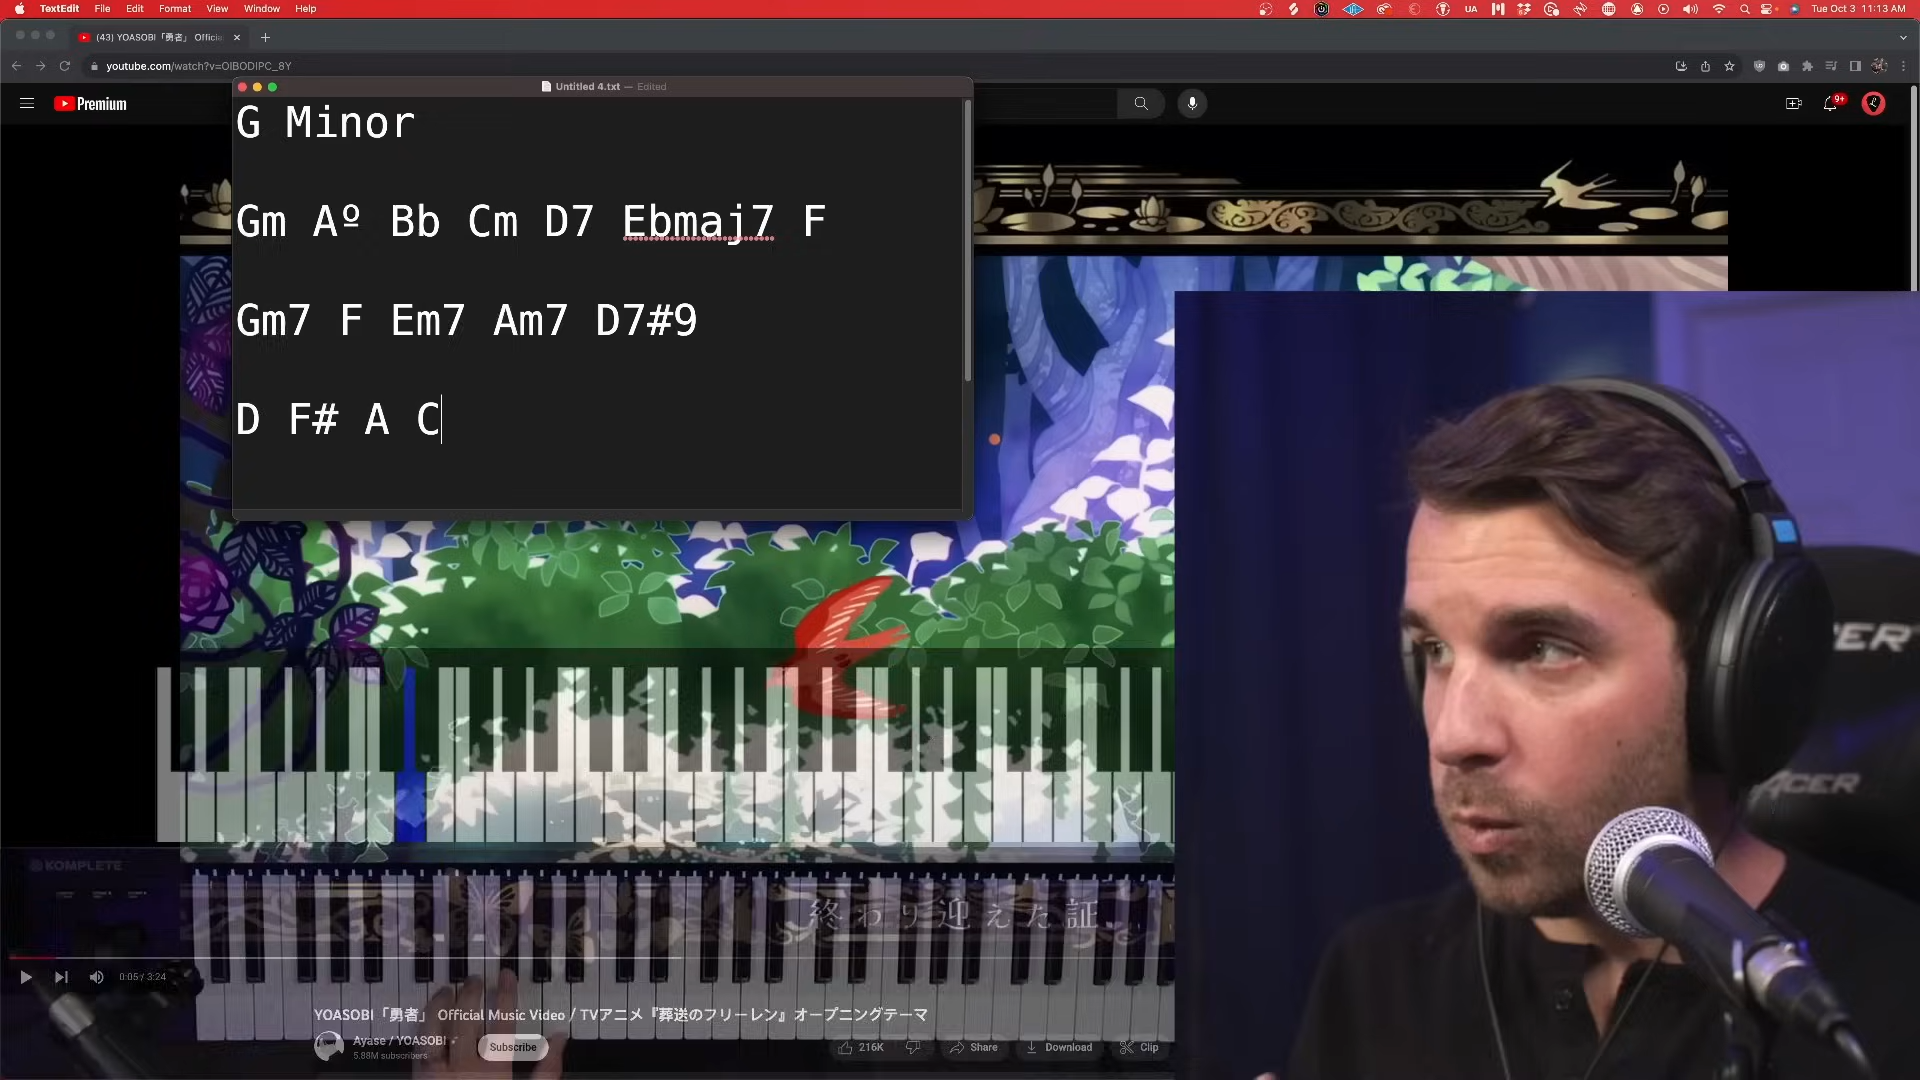 TextEdit File Edit Format View Window Help
UA
Tue Oct 3 11:13 AM
(43) YOASOBI「勇者」 Officia
youtube.com/watch?v=OIBODIPC_8Y
Untitled 4.txt — Edited
Premium
9+
G Minor
Gm Aº Bb Cm D7 Ebmaj7 F
Gm7 F Em7 Am7 D7#9
D F# A C
ACER
ACER
KOMPLETE
終わり迎えた証
0:05 / 3:24
YOASOBI「勇者」 Official Music Video / TVアニメ『葬送のフリーレン』オープニングテーマ
Ayase / YOASOBI
5.88M subscribers
Subscribe
216K
Share
Download
Clip